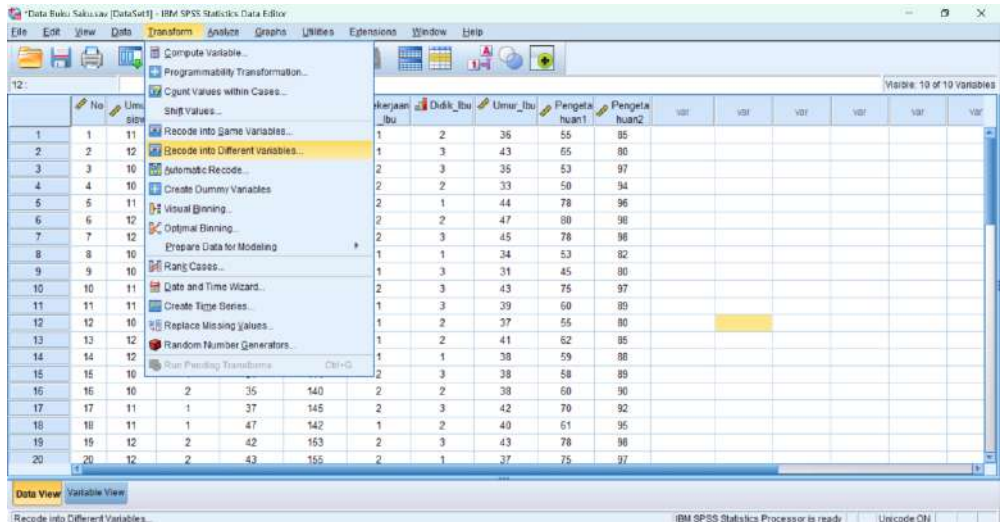 *Data Buku Saku.sav [DataSet1] - IBM SPSS Statistics Data Editor
File Edit View Data Transform Analyze Graphs Utilities Extensions Window Help
Compute Variable...
Programmability Transformation...
Count Values within Cases...
Shift Values...
Recode into Same Variables...
Recode into Different Variables...
Automatic Recode...
Create Dummy Variables
Visual Binning...
Optimal Binning...
Prepare Data for Modeling
Rank Cases...
Date and Time Wizard...
Create Time Series...
Replace Missing Values...
Random Number Generators...
Run Pending Transforms Ctrl+G
12 : Visible: 10 of 10 Variables
No Umu sisw ekerjaan _Ibu Didik_Ibu Umur_Ibu Pengeta huan1 Pengeta huan2 var var var var var
1 1 11 1 2 36 55 85
2 2 12 1 3 43 65 80
3 3 10 2 3 35 53 97
4 4 10 2 2 33 50 94
5 5 11 2 1 44 78 96
6 6 12 2 2 47 80 98
7 7 12 2 3 45 78 98
8 8 10 1 1 34 53 82
9 9 10 1 3 31 45 80
10 10 11 2 3 43 75 97
11 11 11 1 3 39 60 89
12 12 10 1 2 37 55 80
13 13 12 1 2 41 62 85
14 14 12 1 1 38 59 88
15 15 10 2 3 38 58 89
16 16 10 2 35 140 2 2 38 60 90
17 17 11 1 37 145 2 3 42 70 92
18 18 11 1 47 142 1 2 40 61 95
19 19 12 2 42 153 2 3 43 78 98
20 20 12 2 43 155 2 1 37 75 97
Data View Variable View
Recode into Different Variables... IBM SPSS Statistics Processor is ready Unicode:ON